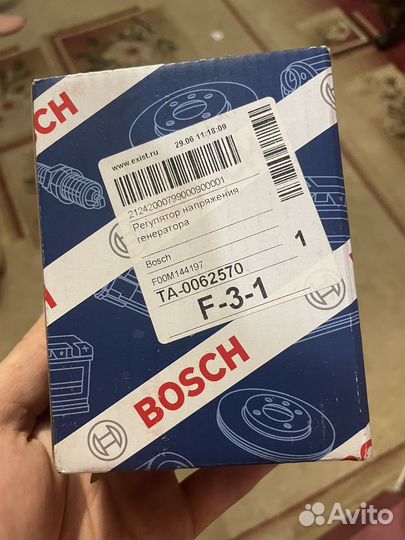 BOSCH
www.exist.ru 29.06 11:18:09
21242000799000900001
Регулятор напряжения
генератора
Bosch 1
F00M144197
TA-0062570
F-3-1
BOSCH
Avito